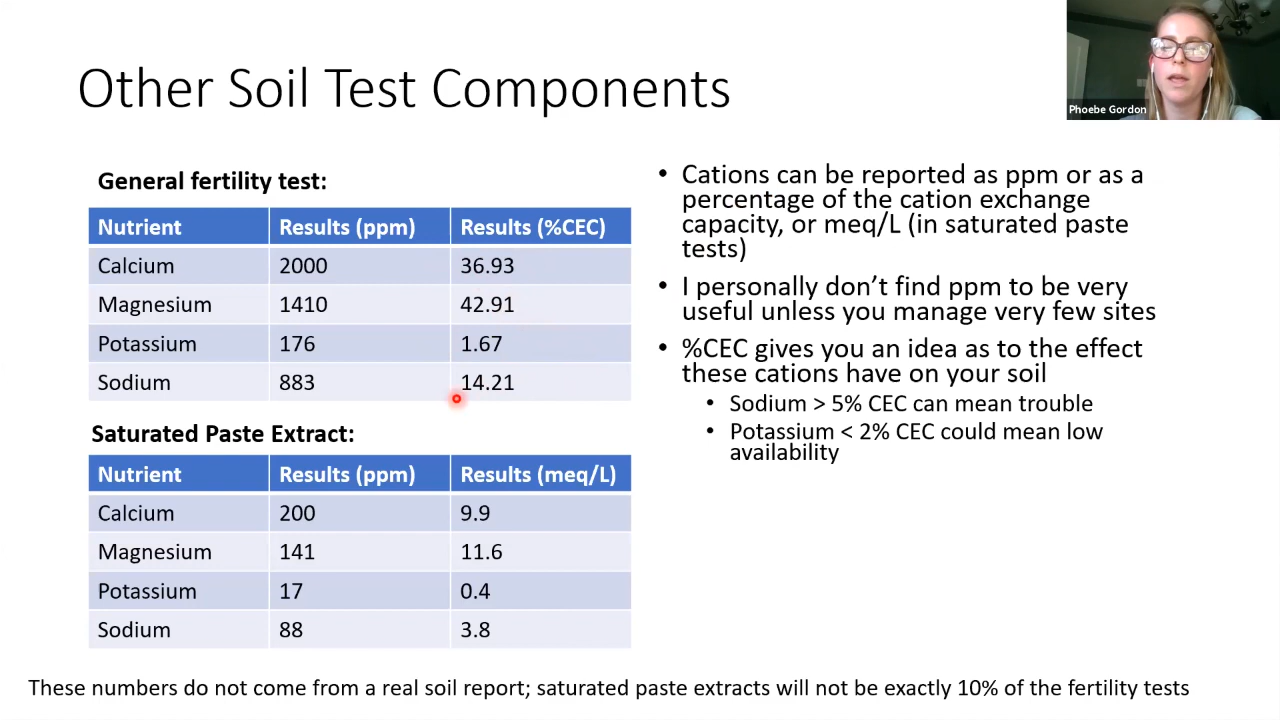 Other Soil Test Components
Phoebe Gordon
General fertility test:
Nutrient Results (ppm) Results (%CEC)
Calcium 2000 36.93
Magnesium 1410 42.91
Potassium 176 1.67
Sodium 883 14.21
Saturated Paste Extract:
Nutrient Results (ppm) Results (meq/L)
Calcium 200 9.9
Magnesium 141 11.6
Potassium 17 0.4
Sodium 88 3.8
• Cations can be reported as ppm or as a
percentage of the cation exchange
capacity, or meq/L (in saturated paste
tests)
• I personally don’t find ppm to be very
useful unless you manage very few sites
• %CEC gives you an idea as to the effect
these cations have on your soil
• Sodium > 5% CEC can mean trouble
• Potassium < 2% CEC could mean low
availability
These numbers do not come from a real soil report; saturated paste extracts will not be exactly 10% of the fertility tests